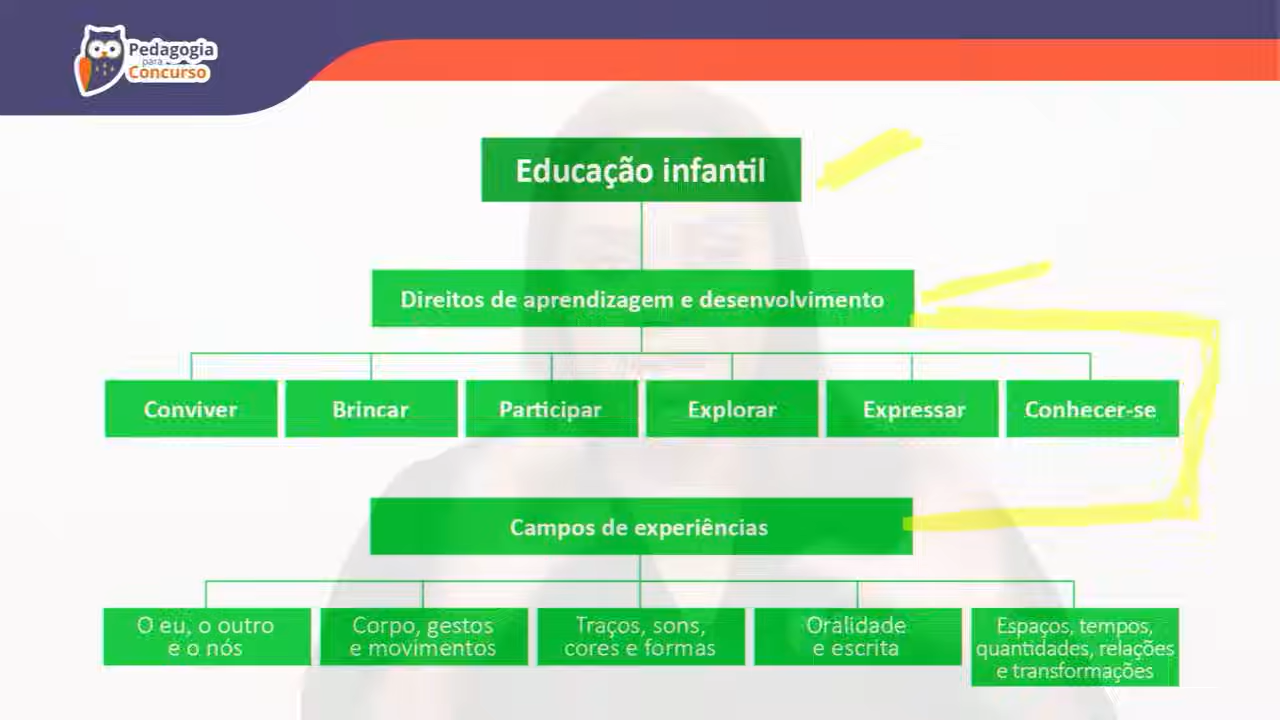 Pedagogia
para
Concurso
Educação infantil
Direitos de aprendizagem e desenvolvimento
Conviver
Brincar
Participar
Explorar
Expressar
Conhecer-se
Campos de experiências
O eu, o outro
e o nós
Corpo, gestos
e movimentos
Traços, sons,
cores e formas
Oralidade
e escrita
Espaços, tempos,
quantidades, relações
e transformações